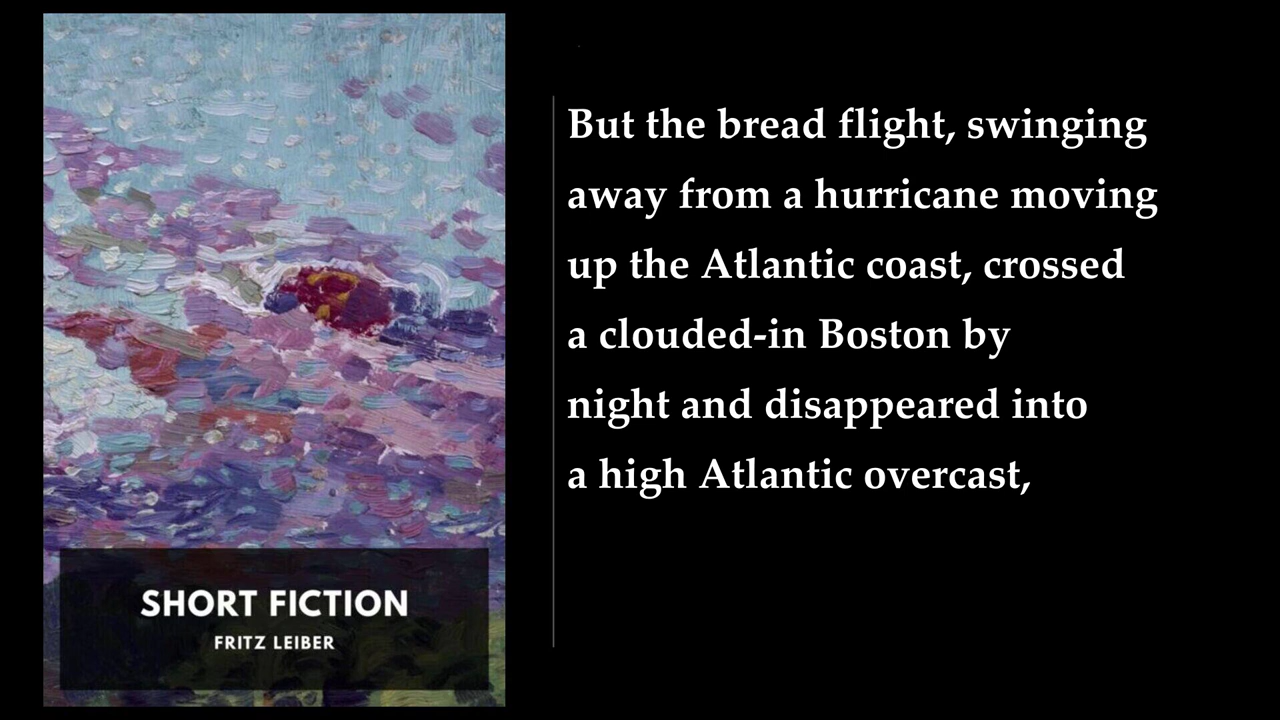 SHORT FICTION
FRITZ LEIBER
But the bread flight, swinging
away from a hurricane moving
up the Atlantic coast, crossed
a clouded-in Boston by
night and disappeared into
a high Atlantic overcast,